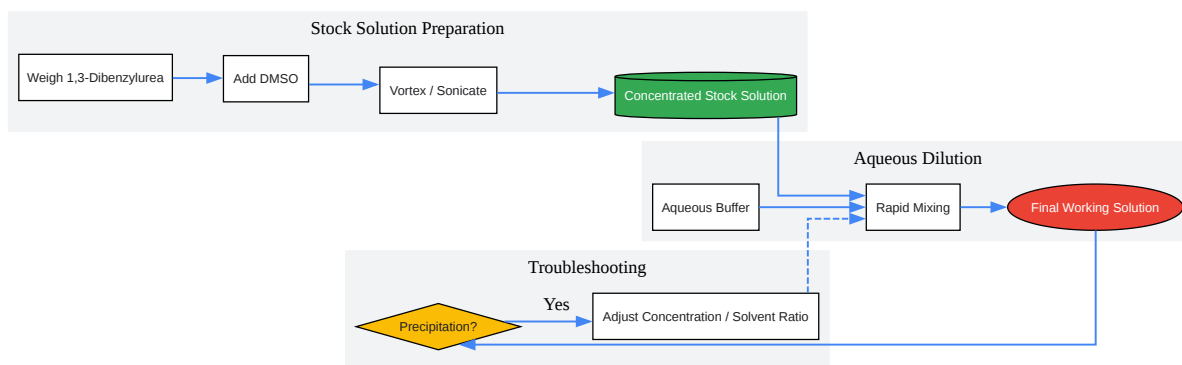 Stock Solution Preparation
Weigh 1,3-Dibenzylurea
Add DMSO
Vortex / Sonicate
Concentrated Stock Solution
Aqueous Dilution
Aqueous Buffer
Rapid Mixing
Final Working Solution
Troubleshooting
Precipitation?
Yes
Adjust Concentration / Solvent Ratio